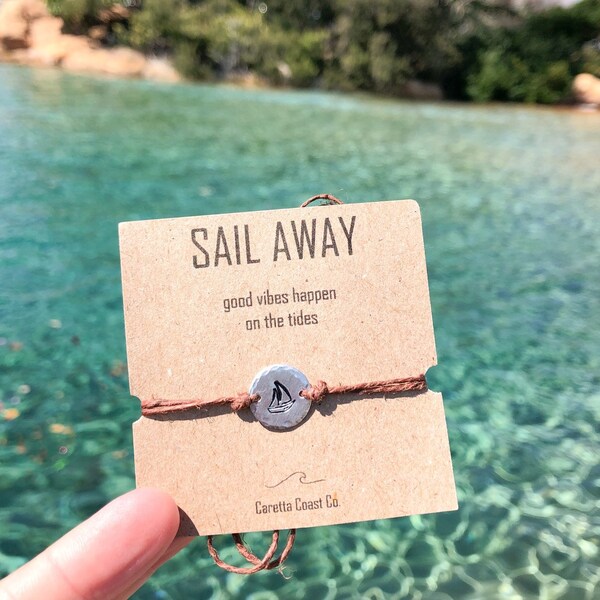 SAIL AWAY
good vibes happen
on the tides
Caretta Coast Co.